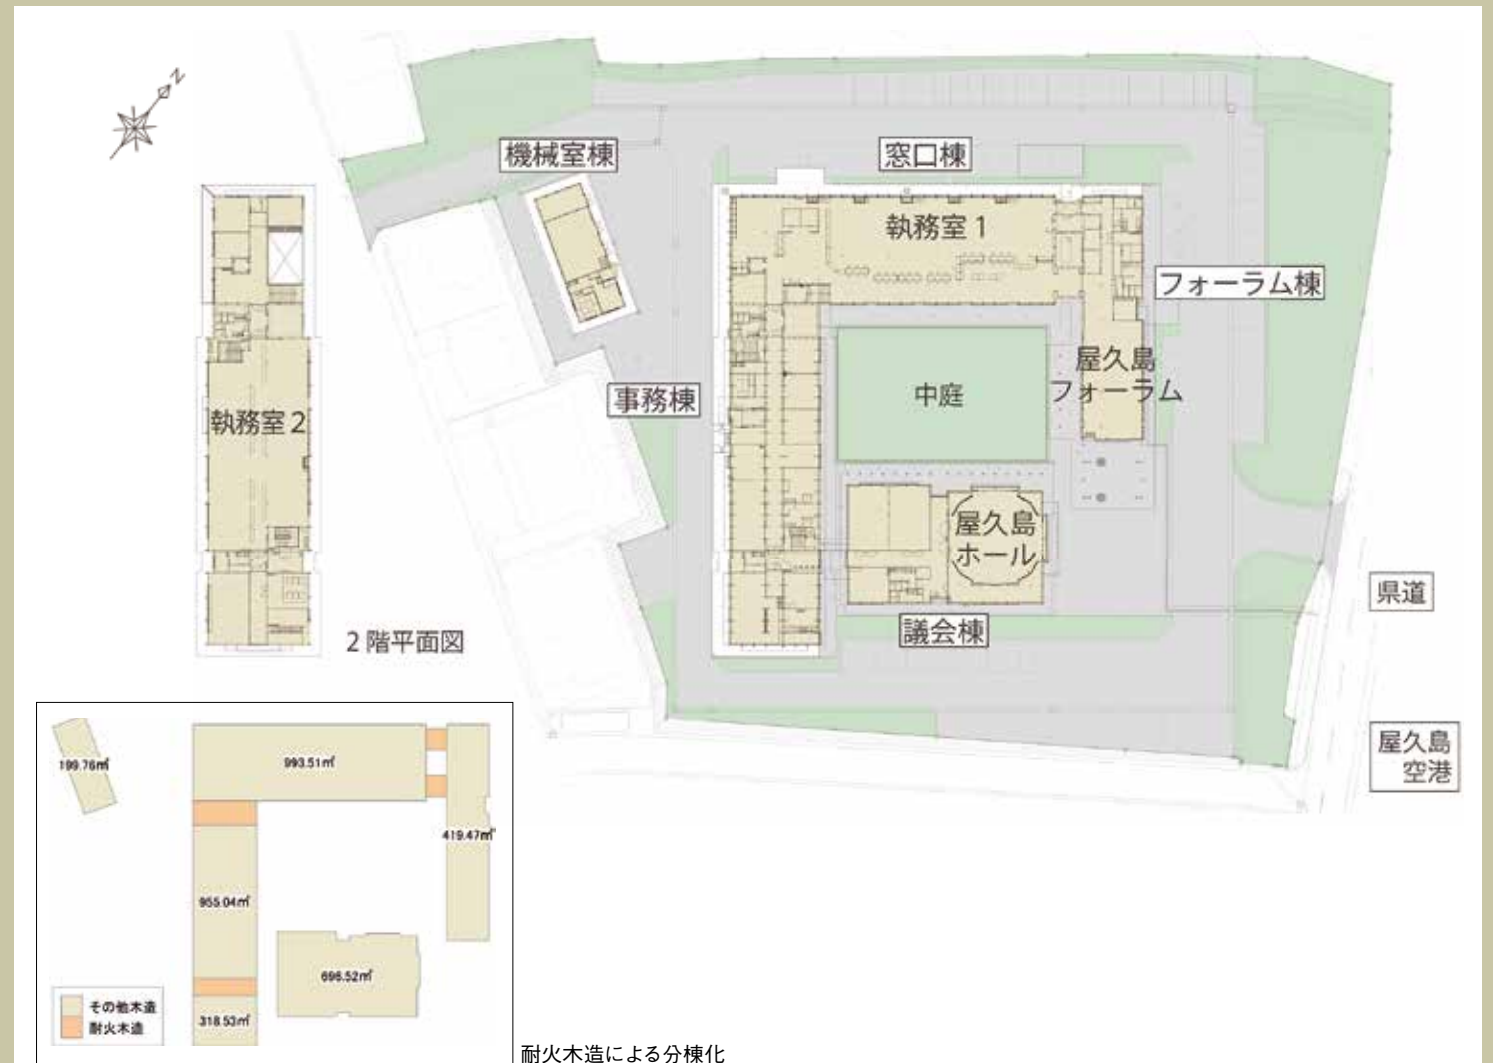 N
機械室棟
窓口棟
執務室1
フォーラム棟
屋久島
フォーラム
中庭
事務棟
執務室2
屋久島
ホール
県道
議会棟
2階平面図
屋久島
空港
199.76㎡
993.51㎡
419.47㎡
955.04㎡
696.52㎡
その他木造
耐火木造
318.53㎡
耐火木造による分棟化